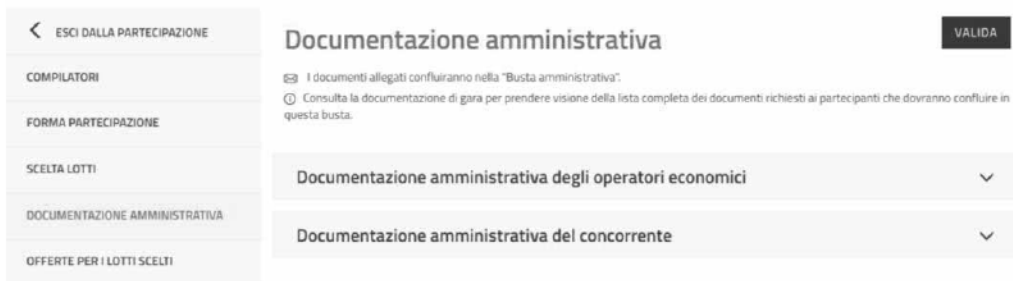 ESCI DALLA PARTECIPAZIONE
COMPILATORI
FORMA PARTECIPAZIONE
SCELTA LOTTI
DOCUMENTAZIONE AMMINISTRATIVA
OFFERTE PER I LOTTI SCELTI
Documentazione amministrativa
VALIDA
I documenti allegati confluiranno nella "Busta amministrativa".
Consulta la documentazione di gara per prendere visione della lista completa dei documenti richiesti ai partecipanti che dovranno confluire in
questa busta.
Documentazione amministrativa degli operatori economici
Documentazione amministrativa del concorrente